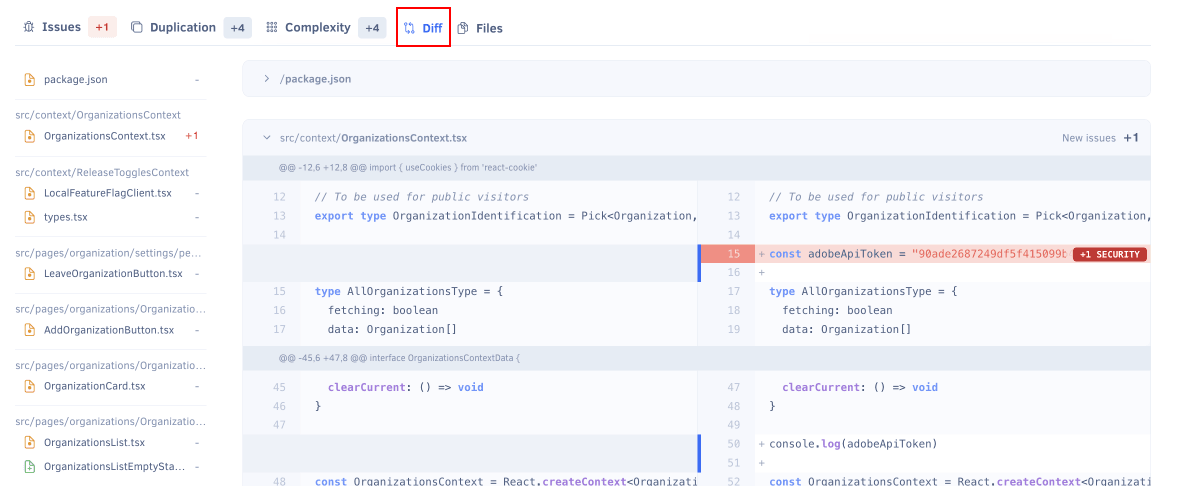 Issues +1 Duplication +4 Complexity +4 Diff Files
package.json -
src/context/OrganizationsContext
OrganizationsContext.tsx +1
src/context/ReleaseTogglesContext
LocalFeatureFlagClient.tsx -
types.tsx -
src/pages/organization/settings/pe...
LeaveOrganizationButton.tsx -
src/pages/organizations/Organizatio...
AddOrganizationButton.tsx -
src/pages/organizations/Organizatio...
OrganizationCard.tsx -
src/pages/organizations/Organizatio...
OrganizationsList.tsx -
OrganizationsListEmptySta... -
/package.json
src/context/OrganizationsContext.tsx New issues +1
@@ -12,6 +12,8 @@ import { useCookies } from 'react-cookie'
12 // To be used for public visitors 12 // To be used for public visitors
13 export type OrganizationIdentification = Pick<Organization, 13 export type OrganizationIdentification = Pick<Organization,
14 14
15 + const adobeApiToken = "90ade2687249df5f415099b +1 SECURITY
16 +
15 type AllOrganizationsType = { 17 type AllOrganizationsType = {
16 fetching: boolean 18 fetching: boolean
17 data: Organization[] 19 data: Organization[]
@@ -45,6 +47,8 @@ interface OrganizationsContextData {
45 clearCurrent: () => void 47 clearCurrent: () => void
46 } 48 }
47 49
50 + console.log(adobeApiToken)
51 +
48 const OrganizationsContext = React.createContext<Organizati 52 const OrganizationsContext = React.createContext<Organizati